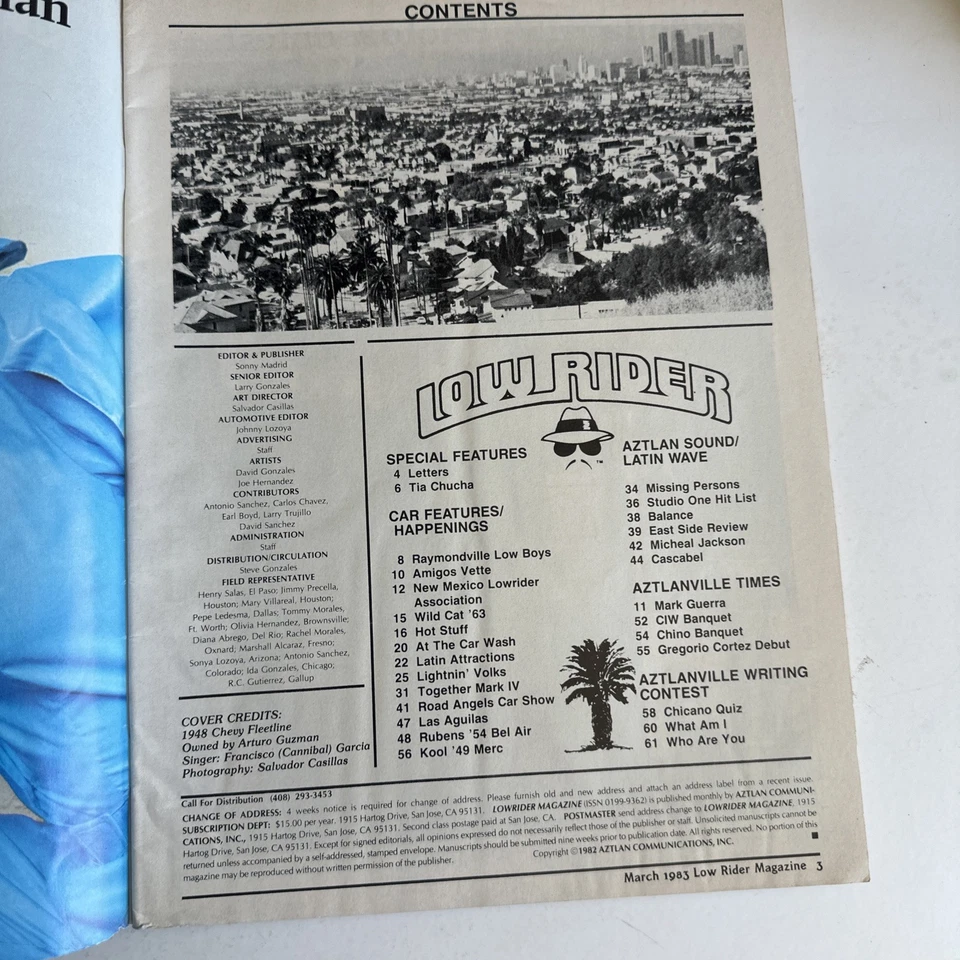 CONTENTS
EDITOR & PUBLISHER
Sonny Madrid
SENIOR EDITOR
Larry Gonzales
ART DIRECTOR
Salvador Casillas
AUTOMOTIVE EDITOR
Johnny Lozoya
ADVERTISING
Staff
ARTISTS
David Gonzales
Joe Hernandez
CONTRIBUTORS
Antonio Sanchez, Carlos Chavez,
Earl Boyd, Larry Trujillo
David Sanchez
ADMINISTRATION
Staff
DISTRIBUTION/CIRCULATION
Steve Gonzales
FIELD REPRESENTATIVE
Henry Salas, El Paso; Jimmy Precella,
Houston; Mary Villareal, Houston;
Pepe Ledesma, Dallas; Tommy Morales,
Ft. Worth; Olivia Hernandez, Brownsville;
Diana Abrego, Del Rio; Rachel Morales,
Oxnard; Marshall Alcaraz, Fresno;
Sonya Lozoya, Arizona; Antonio Sanchez,
Colorado; Ida Gonzales, Chicago;
R.C. Gutierrez, Gallup
COVER CREDITS:
1948 Chevy Fleetline
Owned by Arturo Guzman
Singer: Francisco (Cannibal) Garcia
Photography: Salvador Casillas
LOW RIDER
TM
SPECIAL FEATURES
4 Letters
6 Tia Chucha
CAR FEATURES/
HAPPENINGS
8 Raymondville Low Boys
10 Amigos Vette
12 New Mexico Lowrider
Association
15 Wild Cat '63
16 Hot Stuff
20 At The Car Wash
22 Latin Attractions
25 Lightnin' Volks
31 Together Mark IV
41 Road Angels Car Show
47 Las Aguilas
48 Rubens '54 Bel Air
56 Kool '49 Merc
AZTLAN SOUND/
LATIN WAVE
34 Missing Persons
36 Studio One Hit List
38 Balance
39 East Side Review
42 Micheal Jackson
44 Cascabel
AZTLANVILLE TIMES
11 Mark Guerra
52 CIW Banquet
54 Chino Banquet
55 Gregorio Cortez Debut
AZTLANVILLE WRITING
CONTEST
58 Chicano Quiz
60 What Am I
61 Who Are You
Call For Distribution (408) 293-3453
CHANGE OF ADDRESS: 4 weeks notice is required for change of address. Please furnish old and new address and attach an address label from a recent issue.
SUBSCRIPTION DEPT: $15.00 per year. 1915 Hartog Drive, San Jose, CA 95131. LOWRIDER MAGAZINE (ISSN 0199-9362) is published monthly by AZTLAN COMMUNI-
CATIONS, INC., 1915 Hartog Drive, San Jose, CA 95131. Second class postage paid at San Jose, CA. POSTMASTER send address change to LOWRIDER MAGAZINE, 1915
Hartog Drive, San Jose, CA 95131. Except for signed editorials, all opinions expressed do not necessarily reflect those of the publisher or staff. Unsolicited manuscripts cannot be
returned unless accompanied by a self-addressed, stamped envelope. Manuscripts should be submitted nine weeks prior to publication date. All rights reserved. No portion of this
magazine may be reproduced without written permission of the publisher. Copyright ©1982 AZTLAN COMMUNICATIONS, INC.
March 1983 Low Rider Magazine 3